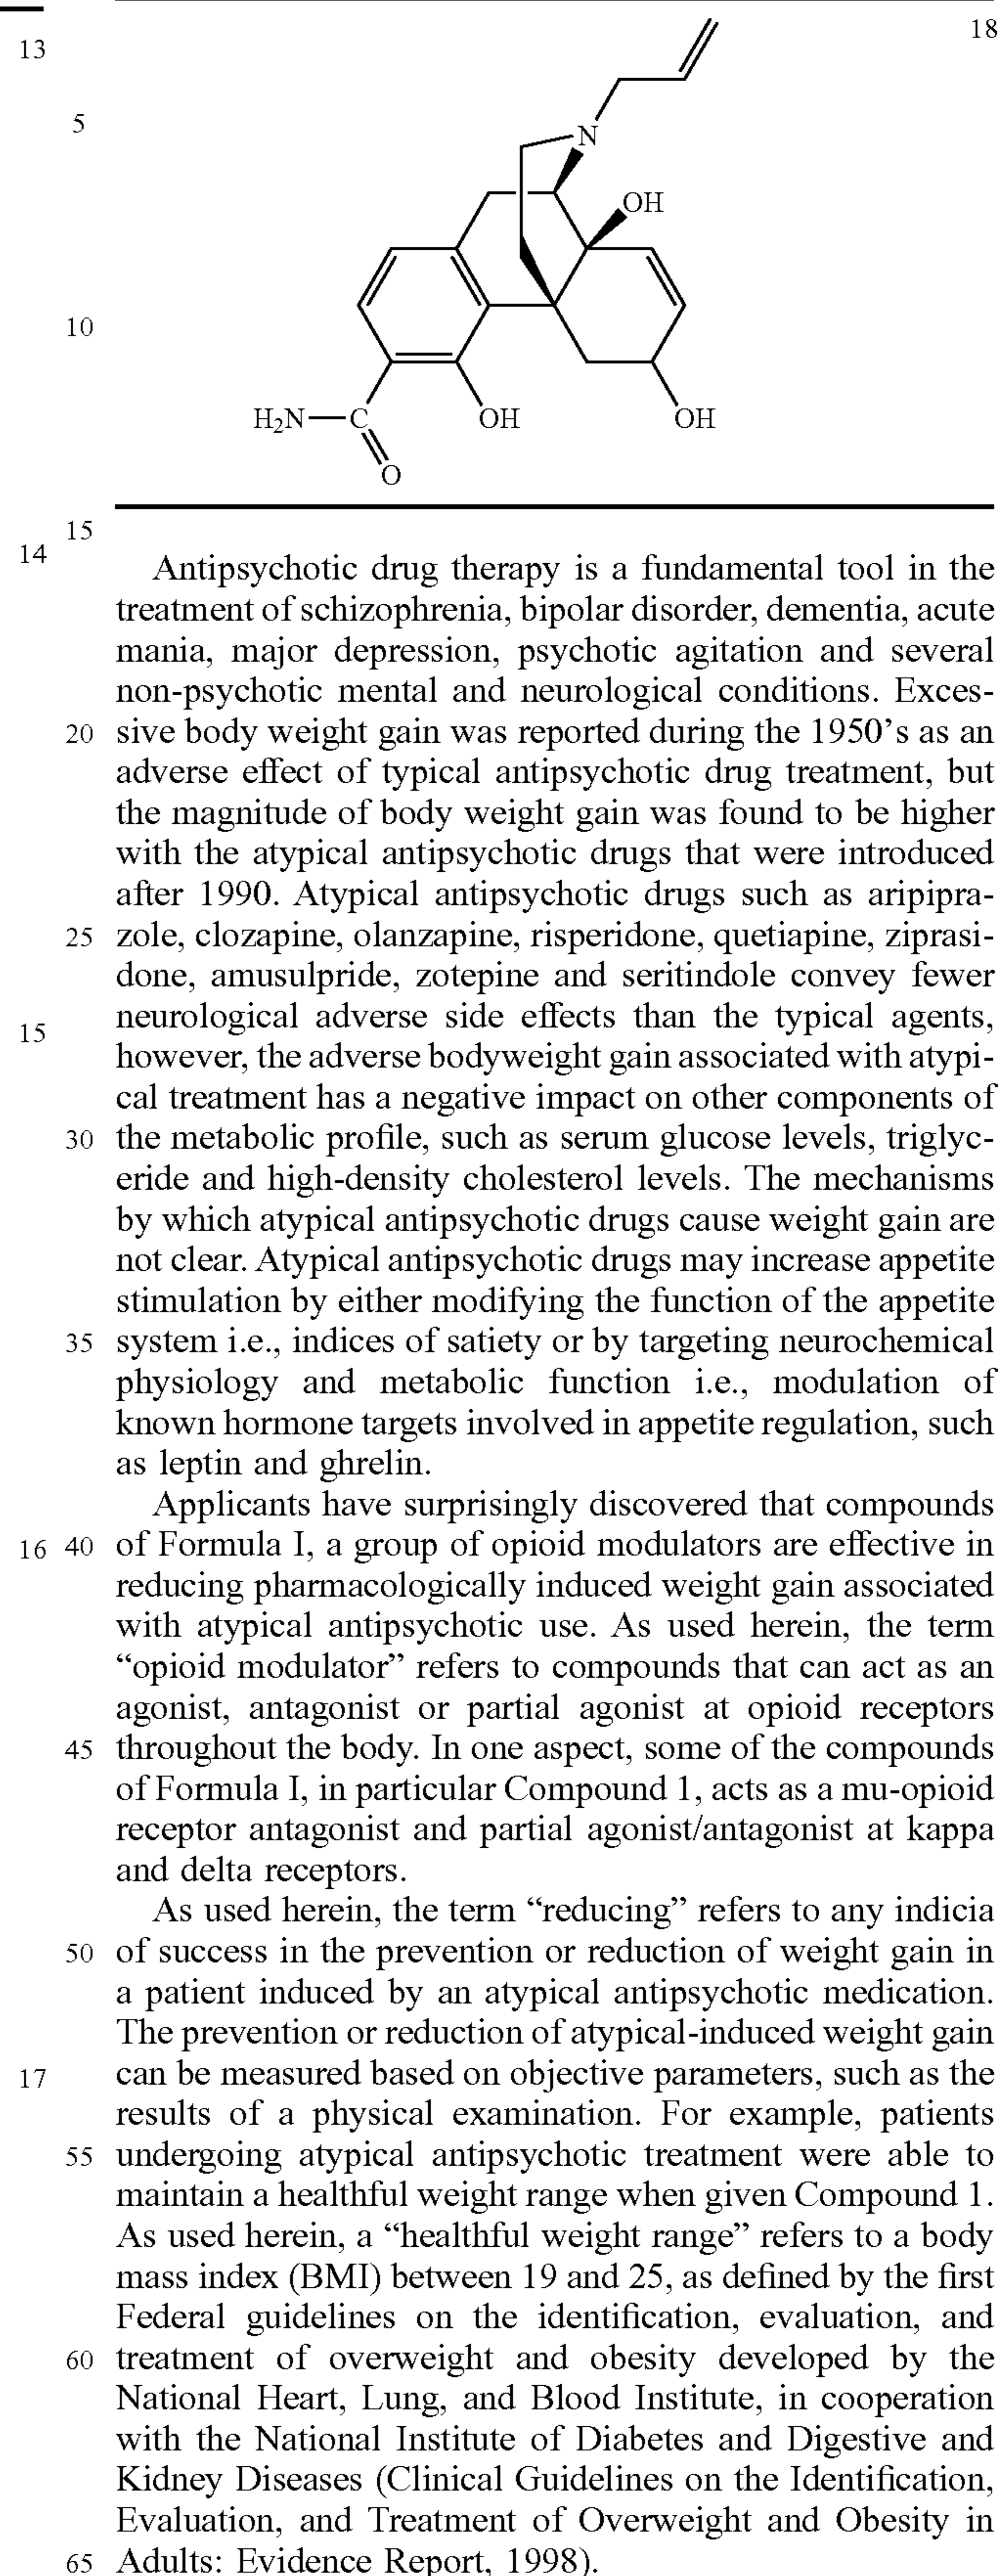 13
18
5
N
OH
10
H₂N—C
OH
OH
O
15
14
Antipsychotic drug therapy is a fundamental tool in the
treatment of schizophrenia, bipolar disorder, dementia, acute
mania, major depression, psychotic agitation and several
non-psychotic mental and neurological conditions. Exces-
20 sive body weight gain was reported during the 1950’s as an
adverse effect of typical antipsychotic drug treatment, but
the magnitude of body weight gain was found to be higher
with the atypical antipsychotic drugs that were introduced
after 1990. Atypical antipsychotic drugs such as aripipra-
25 zole, clozapine, olanzapine, risperidone, quetiapine, ziprasi-
done, amusulpride, zotepine and seritindole convey fewer
15 neurological adverse side effects than the typical agents,
however, the adverse bodyweight gain associated with atypi-
cal treatment has a negative impact on other components of
30 the metabolic profile, such as serum glucose levels, triglyc-
eride and high-density cholesterol levels. The mechanisms
by which atypical antipsychotic drugs cause weight gain are
not clear. Atypical antipsychotic drugs may increase appetite
stimulation by either modifying the function of the appetite
35 system i.e., indices of satiety or by targeting neurochemical
physiology and metabolic function i.e., modulation of
known hormone targets involved in appetite regulation, such
as leptin and ghrelin.
Applicants have surprisingly discovered that compounds
16 40 of Formula I, a group of opioid modulators are effective in
reducing pharmacologically induced weight gain associated
with atypical antipsychotic use. As used herein, the term
“opioid modulator” refers to compounds that can act as an
agonist, antagonist or partial agonist at opioid receptors
45 throughout the body. In one aspect, some of the compounds
of Formula I, in particular Compound 1, acts as a mu-opioid
receptor antagonist and partial agonist/antagonist at kappa
and delta receptors.
As used herein, the term “reducing” refers to any indicia
50 of success in the prevention or reduction of weight gain in
a patient induced by an atypical antipsychotic medication.
The prevention or reduction of atypical-induced weight gain
17 can be measured based on objective parameters, such as the
results of a physical examination. For example, patients
55 undergoing atypical antipsychotic treatment were able to
maintain a healthful weight range when given Compound 1.
As used herein, a “healthful weight range” refers to a body
mass index (BMI) between 19 and 25, as defined by the first
Federal guidelines on the identification, evaluation, and
60 treatment of overweight and obesity developed by the
National Heart, Lung, and Blood Institute, in cooperation
with the National Institute of Diabetes and Digestive and
Kidney Diseases (Clinical Guidelines on the Identification,
Evaluation, and Treatment of Overweight and Obesity in
65 Adults: Evidence Report, 1998).